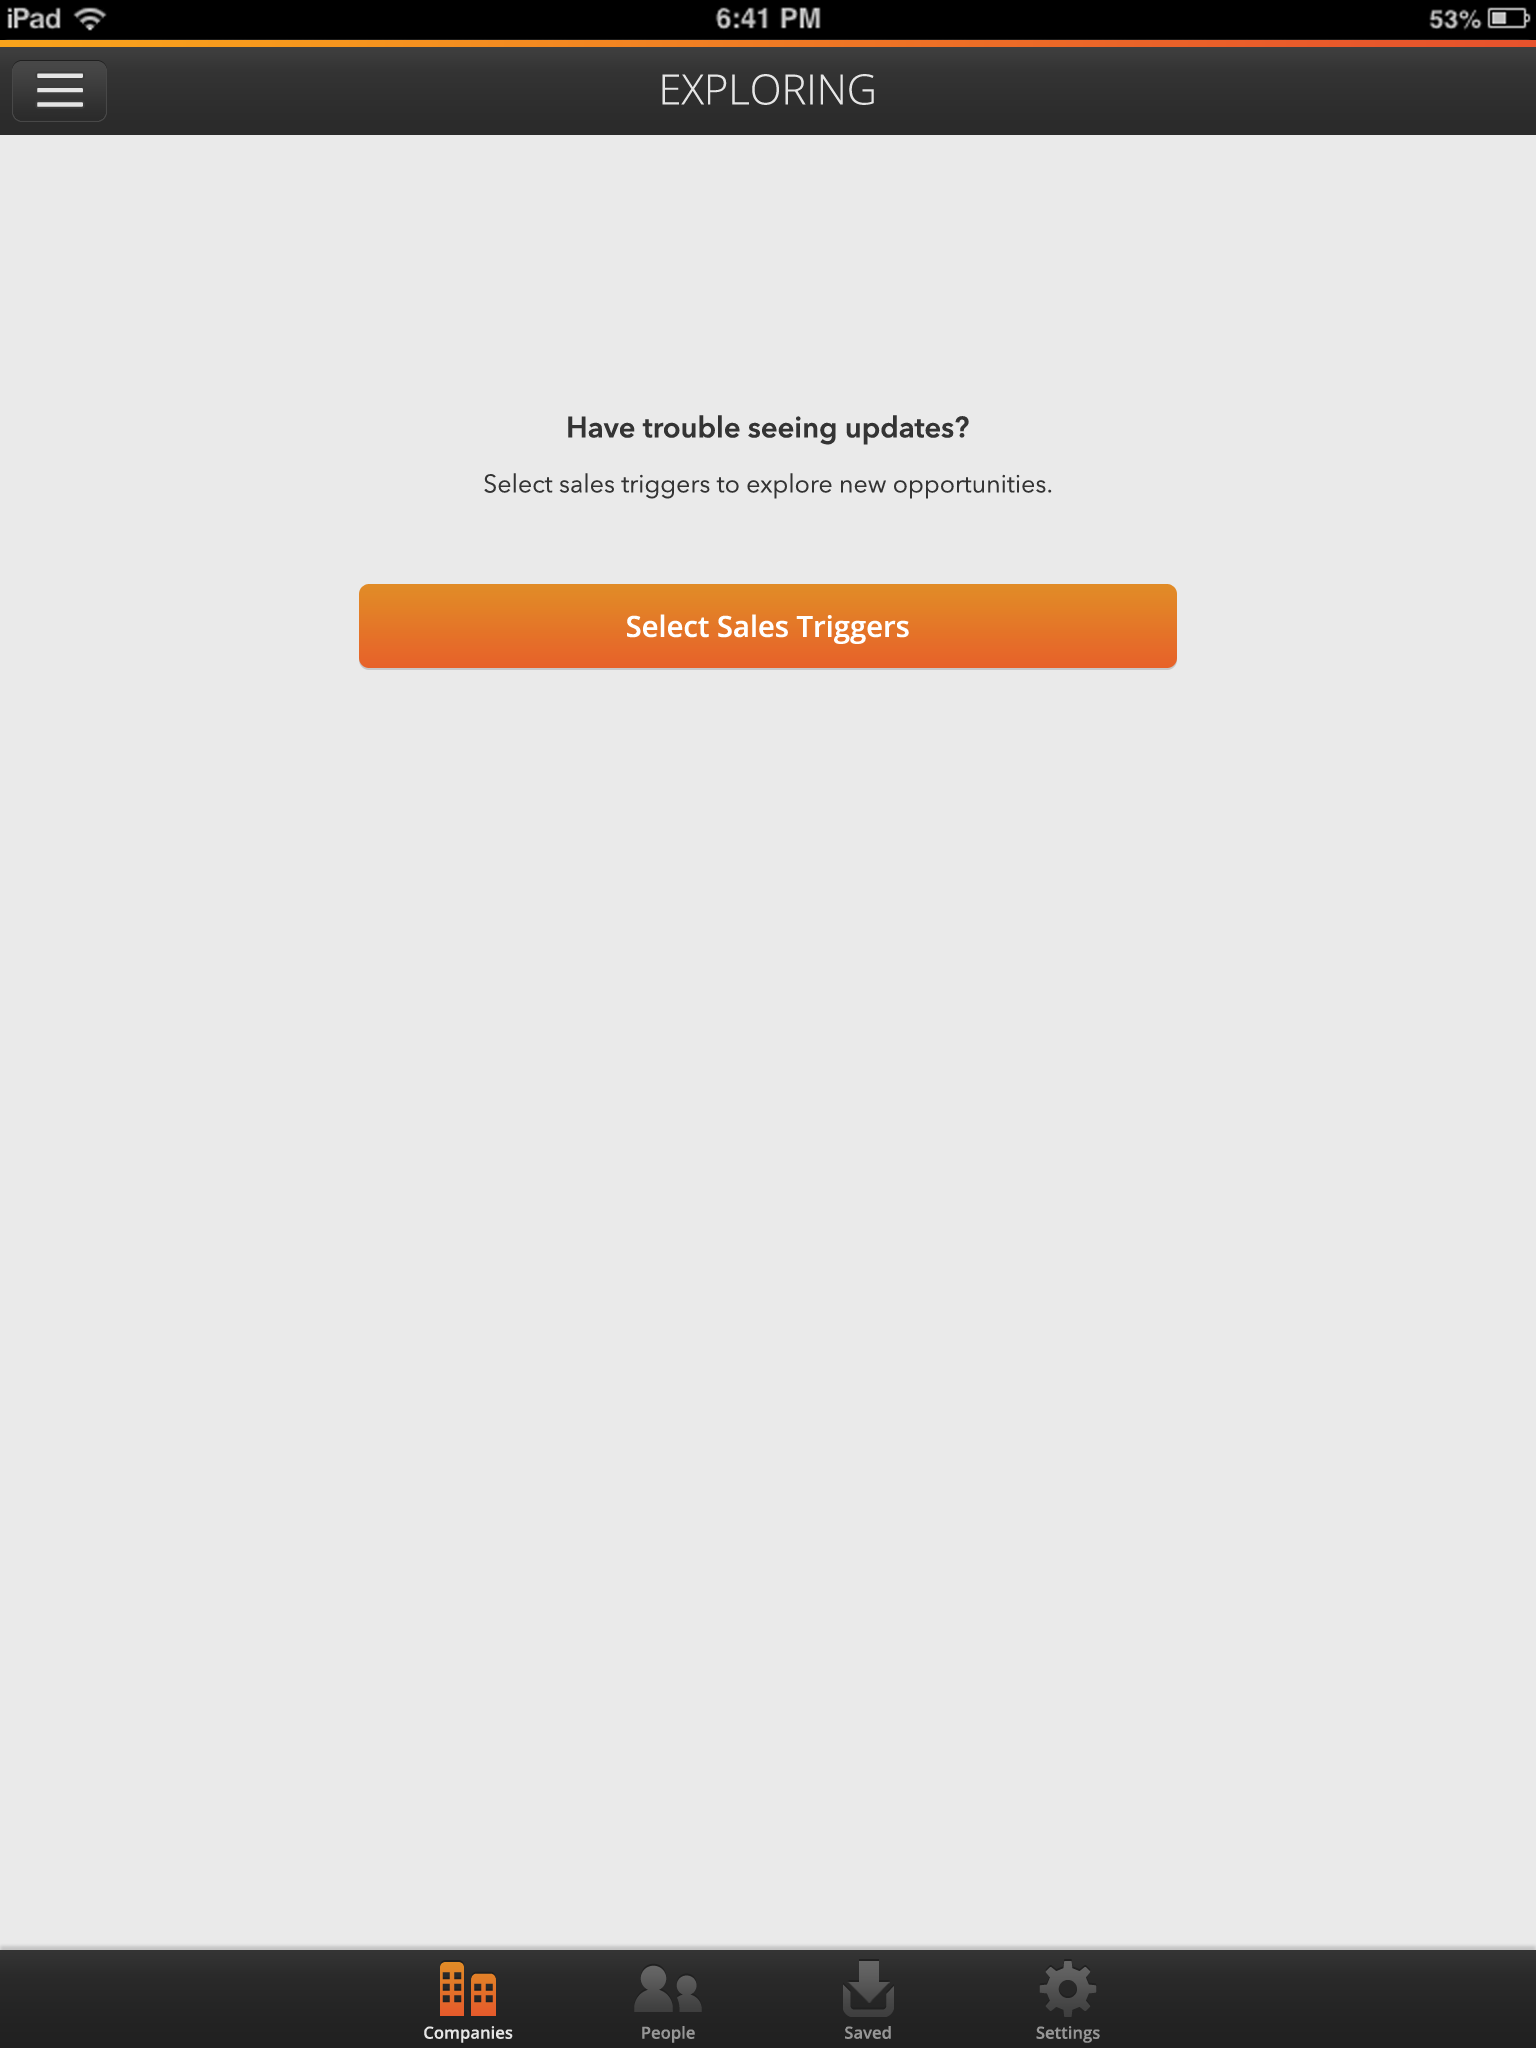 iPad 6:41 PM 53%
EXPLORING
Have trouble seeing updates?
Select sales triggers to explore new opportunities.
Select Sales Triggers
Companies People Saved Settings